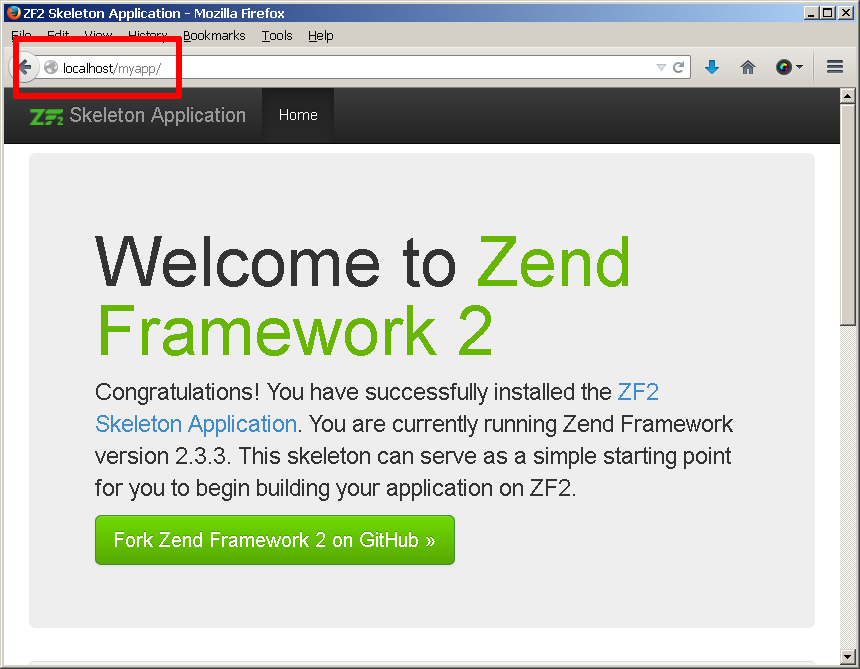 ZF2 Skeleton Application - Mozilla Firefox
File Edit View History Bookmarks Tools Help
localhost/myapp/
ZF2 Skeleton Application Home
Welcome to Zend
Framework 2
Congratulations! You have successfully installed the ZF2
Skeleton Application. You are currently running Zend Framework
version 2.3.3. This skeleton can serve as a simple starting point
for you to begin building your application on ZF2.
Fork Zend Framework 2 on GitHub »